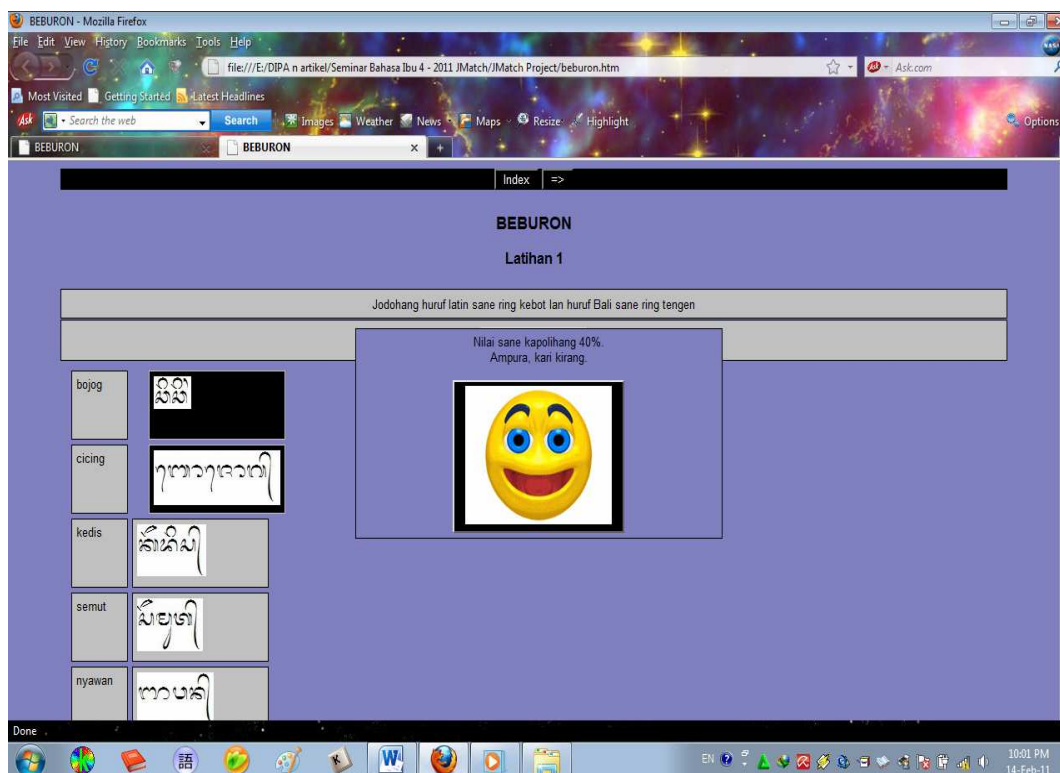 BEBURON - Mozilla Firefox
File Edit View History Bookmarks Tools Help
file:///E:/DIPA n artikel/Seminar Bahasa Ibu 4 - 2011 JMatch/JMatch Project/beburon.htm
Ask.com
Most Visited Getting Started Latest Headlines
Ask Search the web Search Images Weather News Maps Resize Highlight Options
BEBURON BEBURON
Index =>
BEBURON
Latihan 1
Jodohang huruf latin sane ring kebot lan huruf Bali sane ring tengen
Nilai sane kapolihang 40%.
Ampura, kari kirang.
bojog
cicing
kedis
semut
nyawan
Done
語
EN
10:01 PM
14-Feb-11